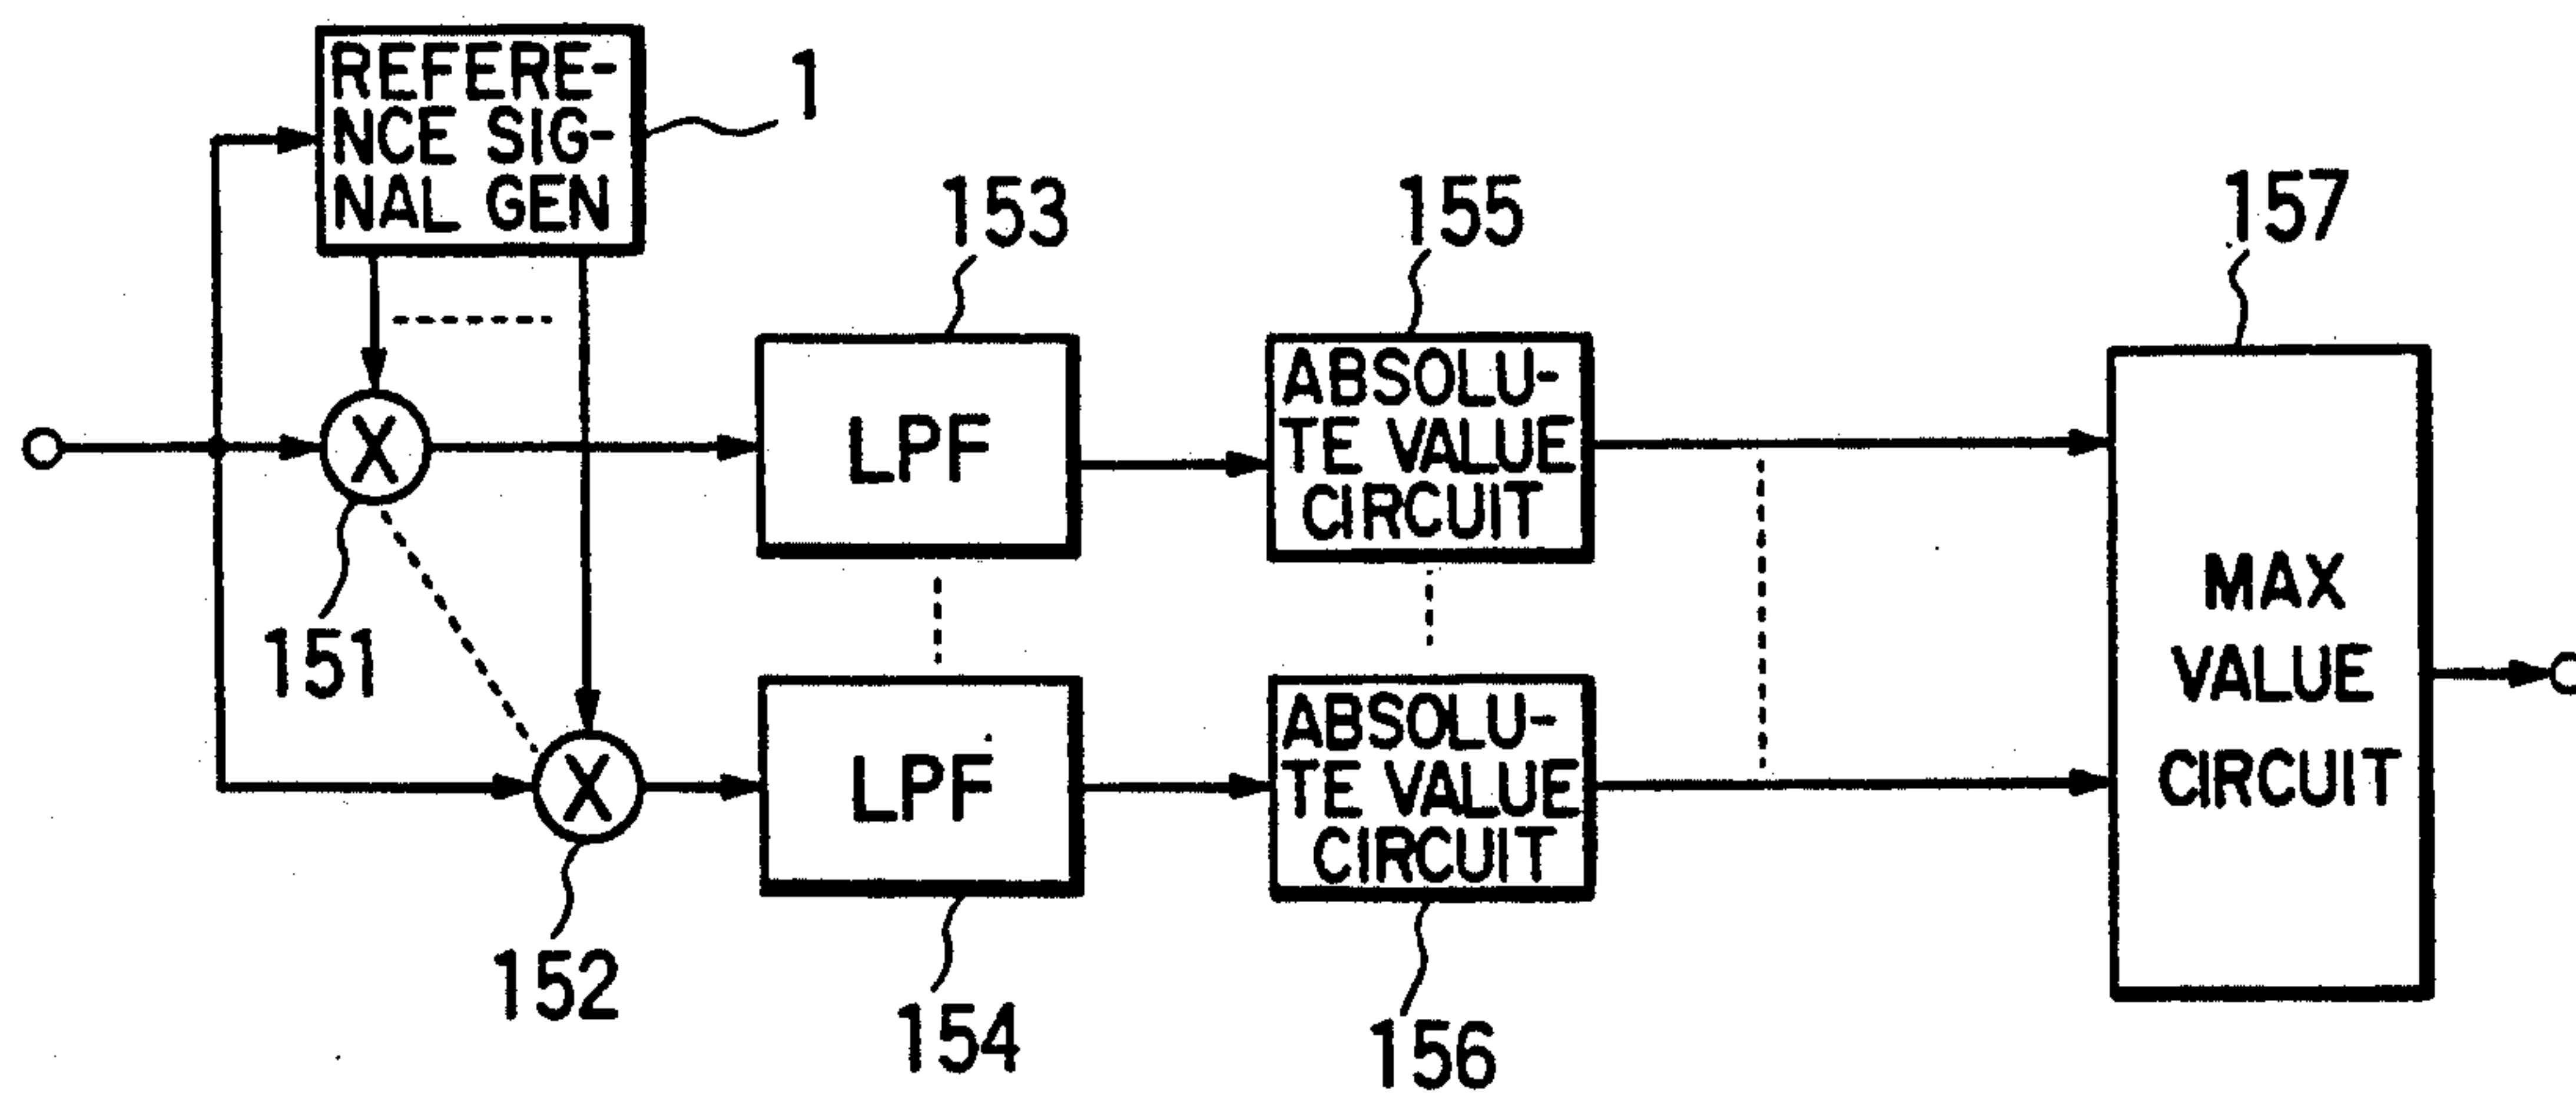 REFERE-
NCE SIG-
NAL GEN
1
153
155
157
X
LPF
ABSOLU-
TE VALUE
CIRCUIT
MAX
VALUE
CIRCUIT
151
X
LPF
ABSOLU-
TE VALUE
CIRCUIT
152
154
156